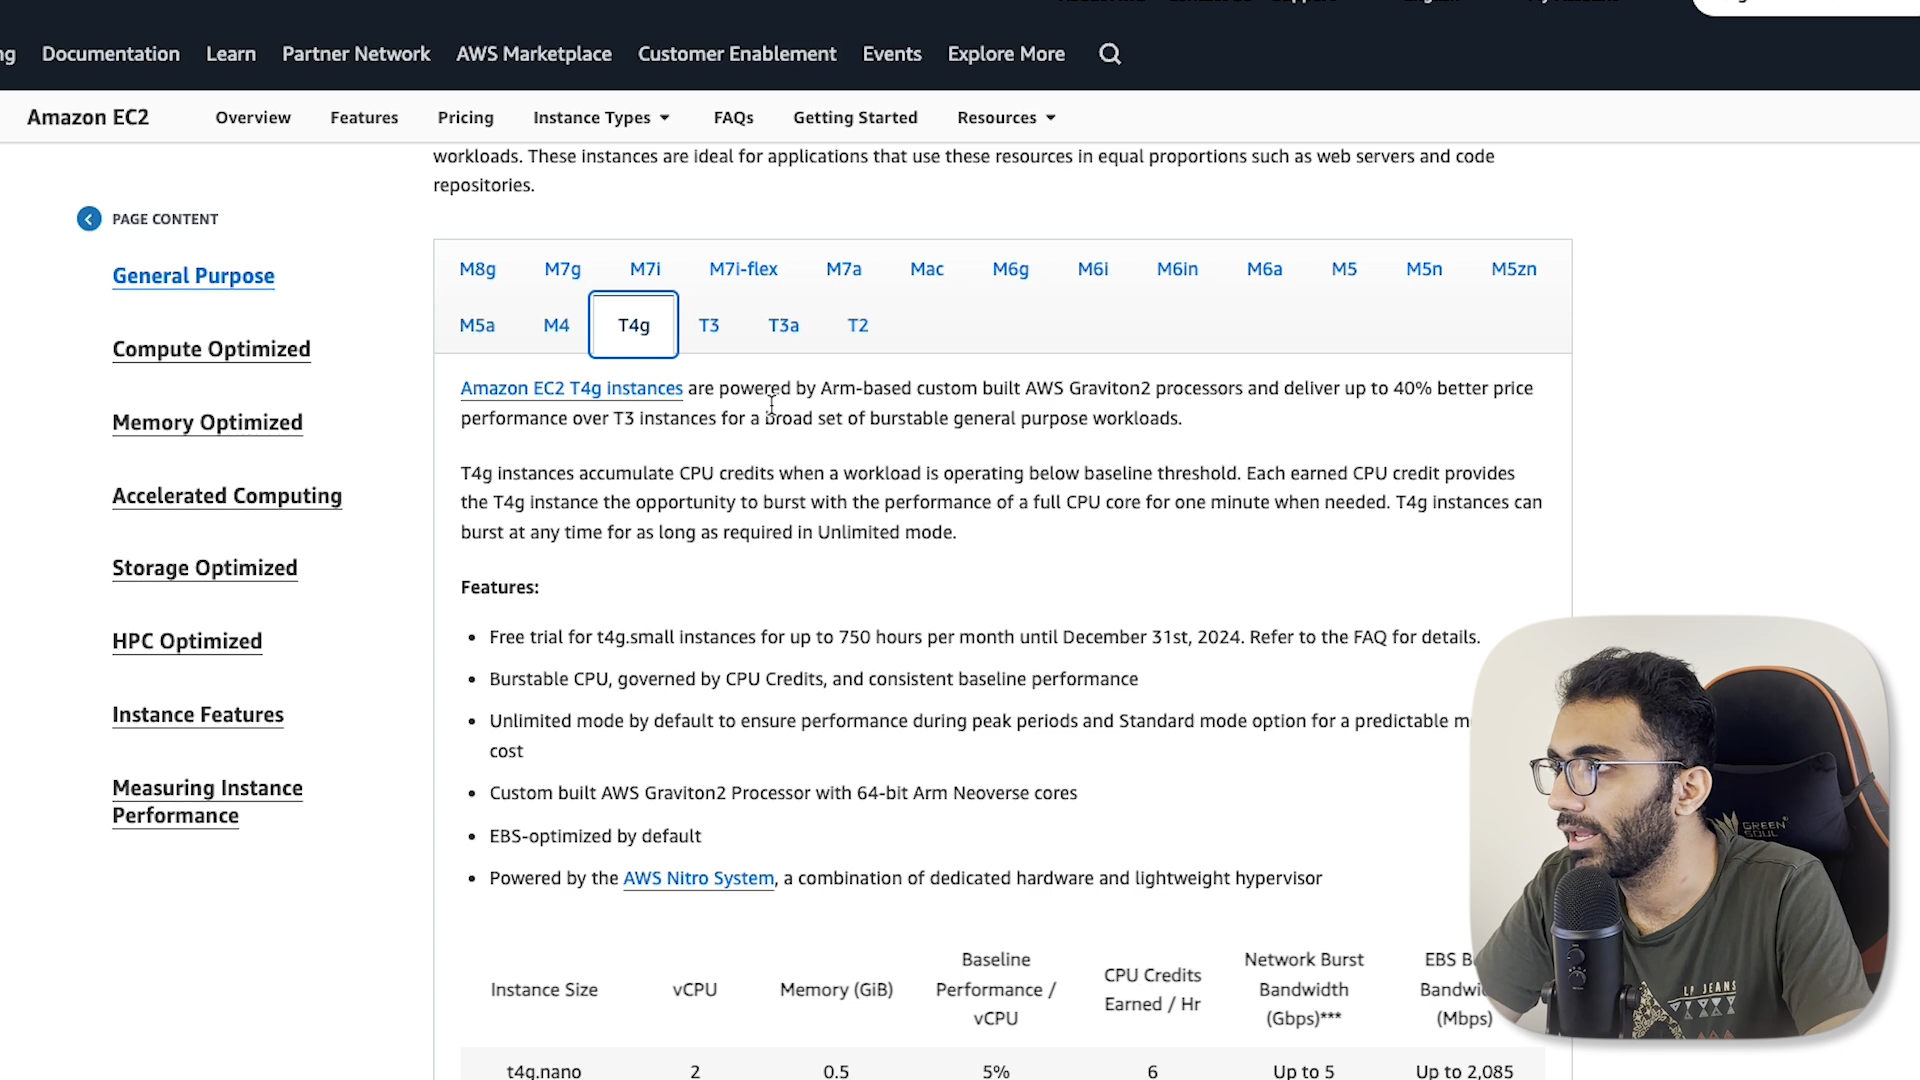 ng Documentation Learn Partner Network AWS Marketplace Customer Enablement Events Explore More
Amazon EC2 Overview Features Pricing Instance Types FAQs Getting Started Resources
workloads. These instances are ideal for applications that use these resources in equal proportions such as web servers and code
repositories.
PAGE CONTENT
General Purpose
Compute Optimized
Memory Optimized
Accelerated Computing
Storage Optimized
HPC Optimized
Instance Features
Measuring Instance
Performance
M8g M7g M7i M7i-flex M7a Mac M6g M6i M6in M6a M5 M5n M5zn
M5a M4 T4g T3 T3a T2
Amazon EC2 T4g instances are powered by Arm-based custom built AWS Graviton2 processors and deliver up to 40% better price
performance over T3 instances for a broad set of burstable general purpose workloads.
T4g instances accumulate CPU credits when a workload is operating below baseline threshold. Each earned CPU credit provides
the T4g instance the opportunity to burst with the performance of a full CPU core for one minute when needed. T4g instances can
burst at any time for as long as required in Unlimited mode.
Features:
• Free trial for t4g.small instances for up to 750 hours per month until December 31st, 2024. Refer to the FAQ for details.
• Burstable CPU, governed by CPU Credits, and consistent baseline performance
• Unlimited mode by default to ensure performance during peak periods and Standard mode option for a predictable m
cost
• Custom built AWS Graviton2 Processor with 64-bit Arm Neoverse cores
• EBS-optimized by default
• Powered by the AWS Nitro System, a combination of dedicated hardware and lightweight hypervisor
Instance Size vCPU Memory (GiB) Baseline Performance / vCPU CPU Credits Earned / Hr Network Burst Bandwidth (Gbps)*** EBS B Bandwi (Mbps)
t4g.nano 2 0.5 5% 6 Up to 5 Up to 2,085
GREEN
SOUL
LP JEANS